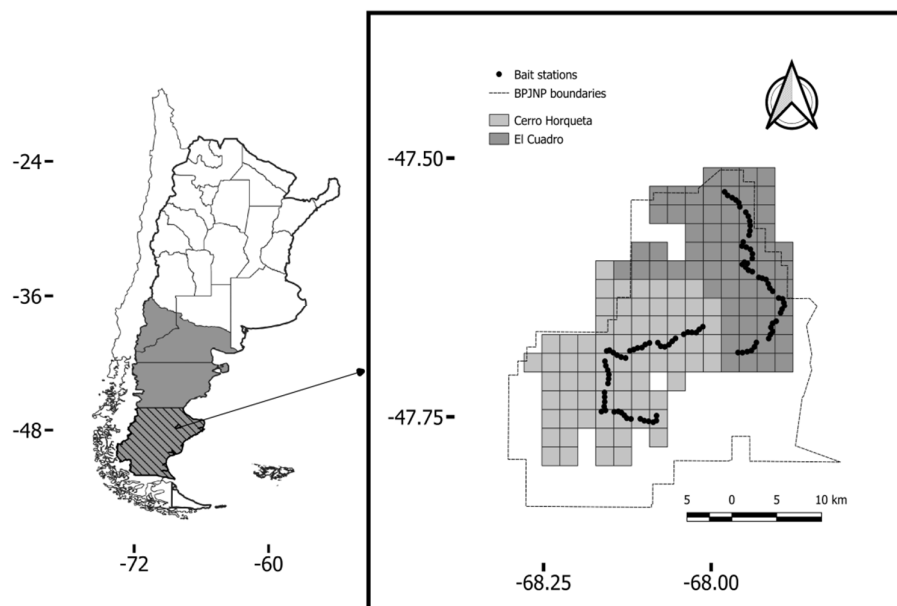 -24
-36
-48
-72 -60
Bait stations
BPJNP boundaries
Cerro Horqueta
El Cuadro
-47.50
-47.75
5 0 5 10 km
-68.25 -68.00